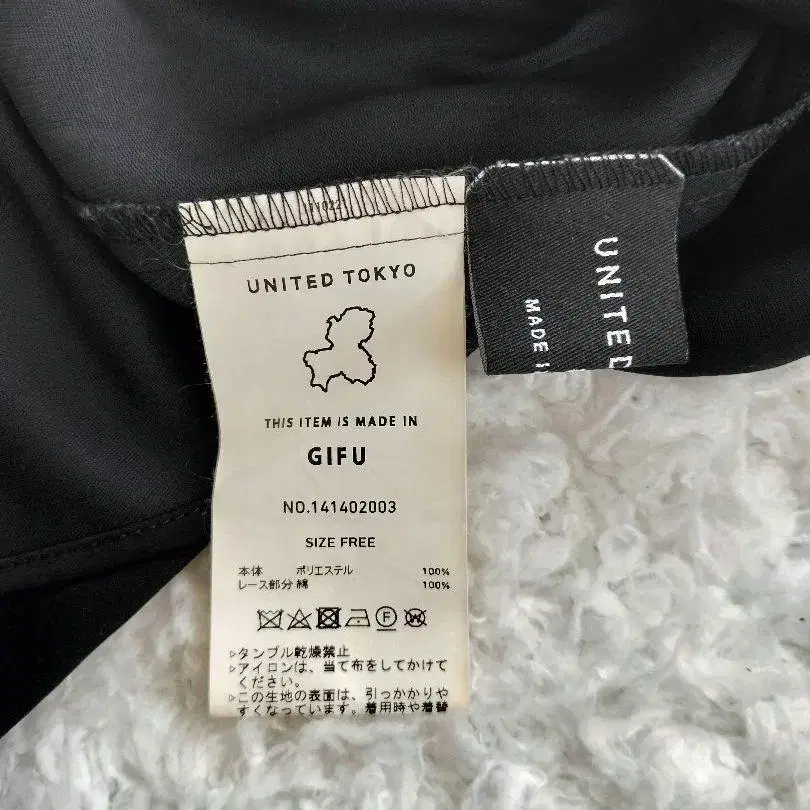 11022
UNITED TOKYO
THIS ITEM IS MADE IN
GIFU
NO.141402003
SIZE FREE
本体 ポリエステル 100%
レース部分 綿 100%
F
W
▷タンブル乾燥禁止
▷アイロンは、当て布をしてかけて
ください。
▷この生地の表面は、引っかかりや
すくなっています。着用時や着替
UNITED
MADE I